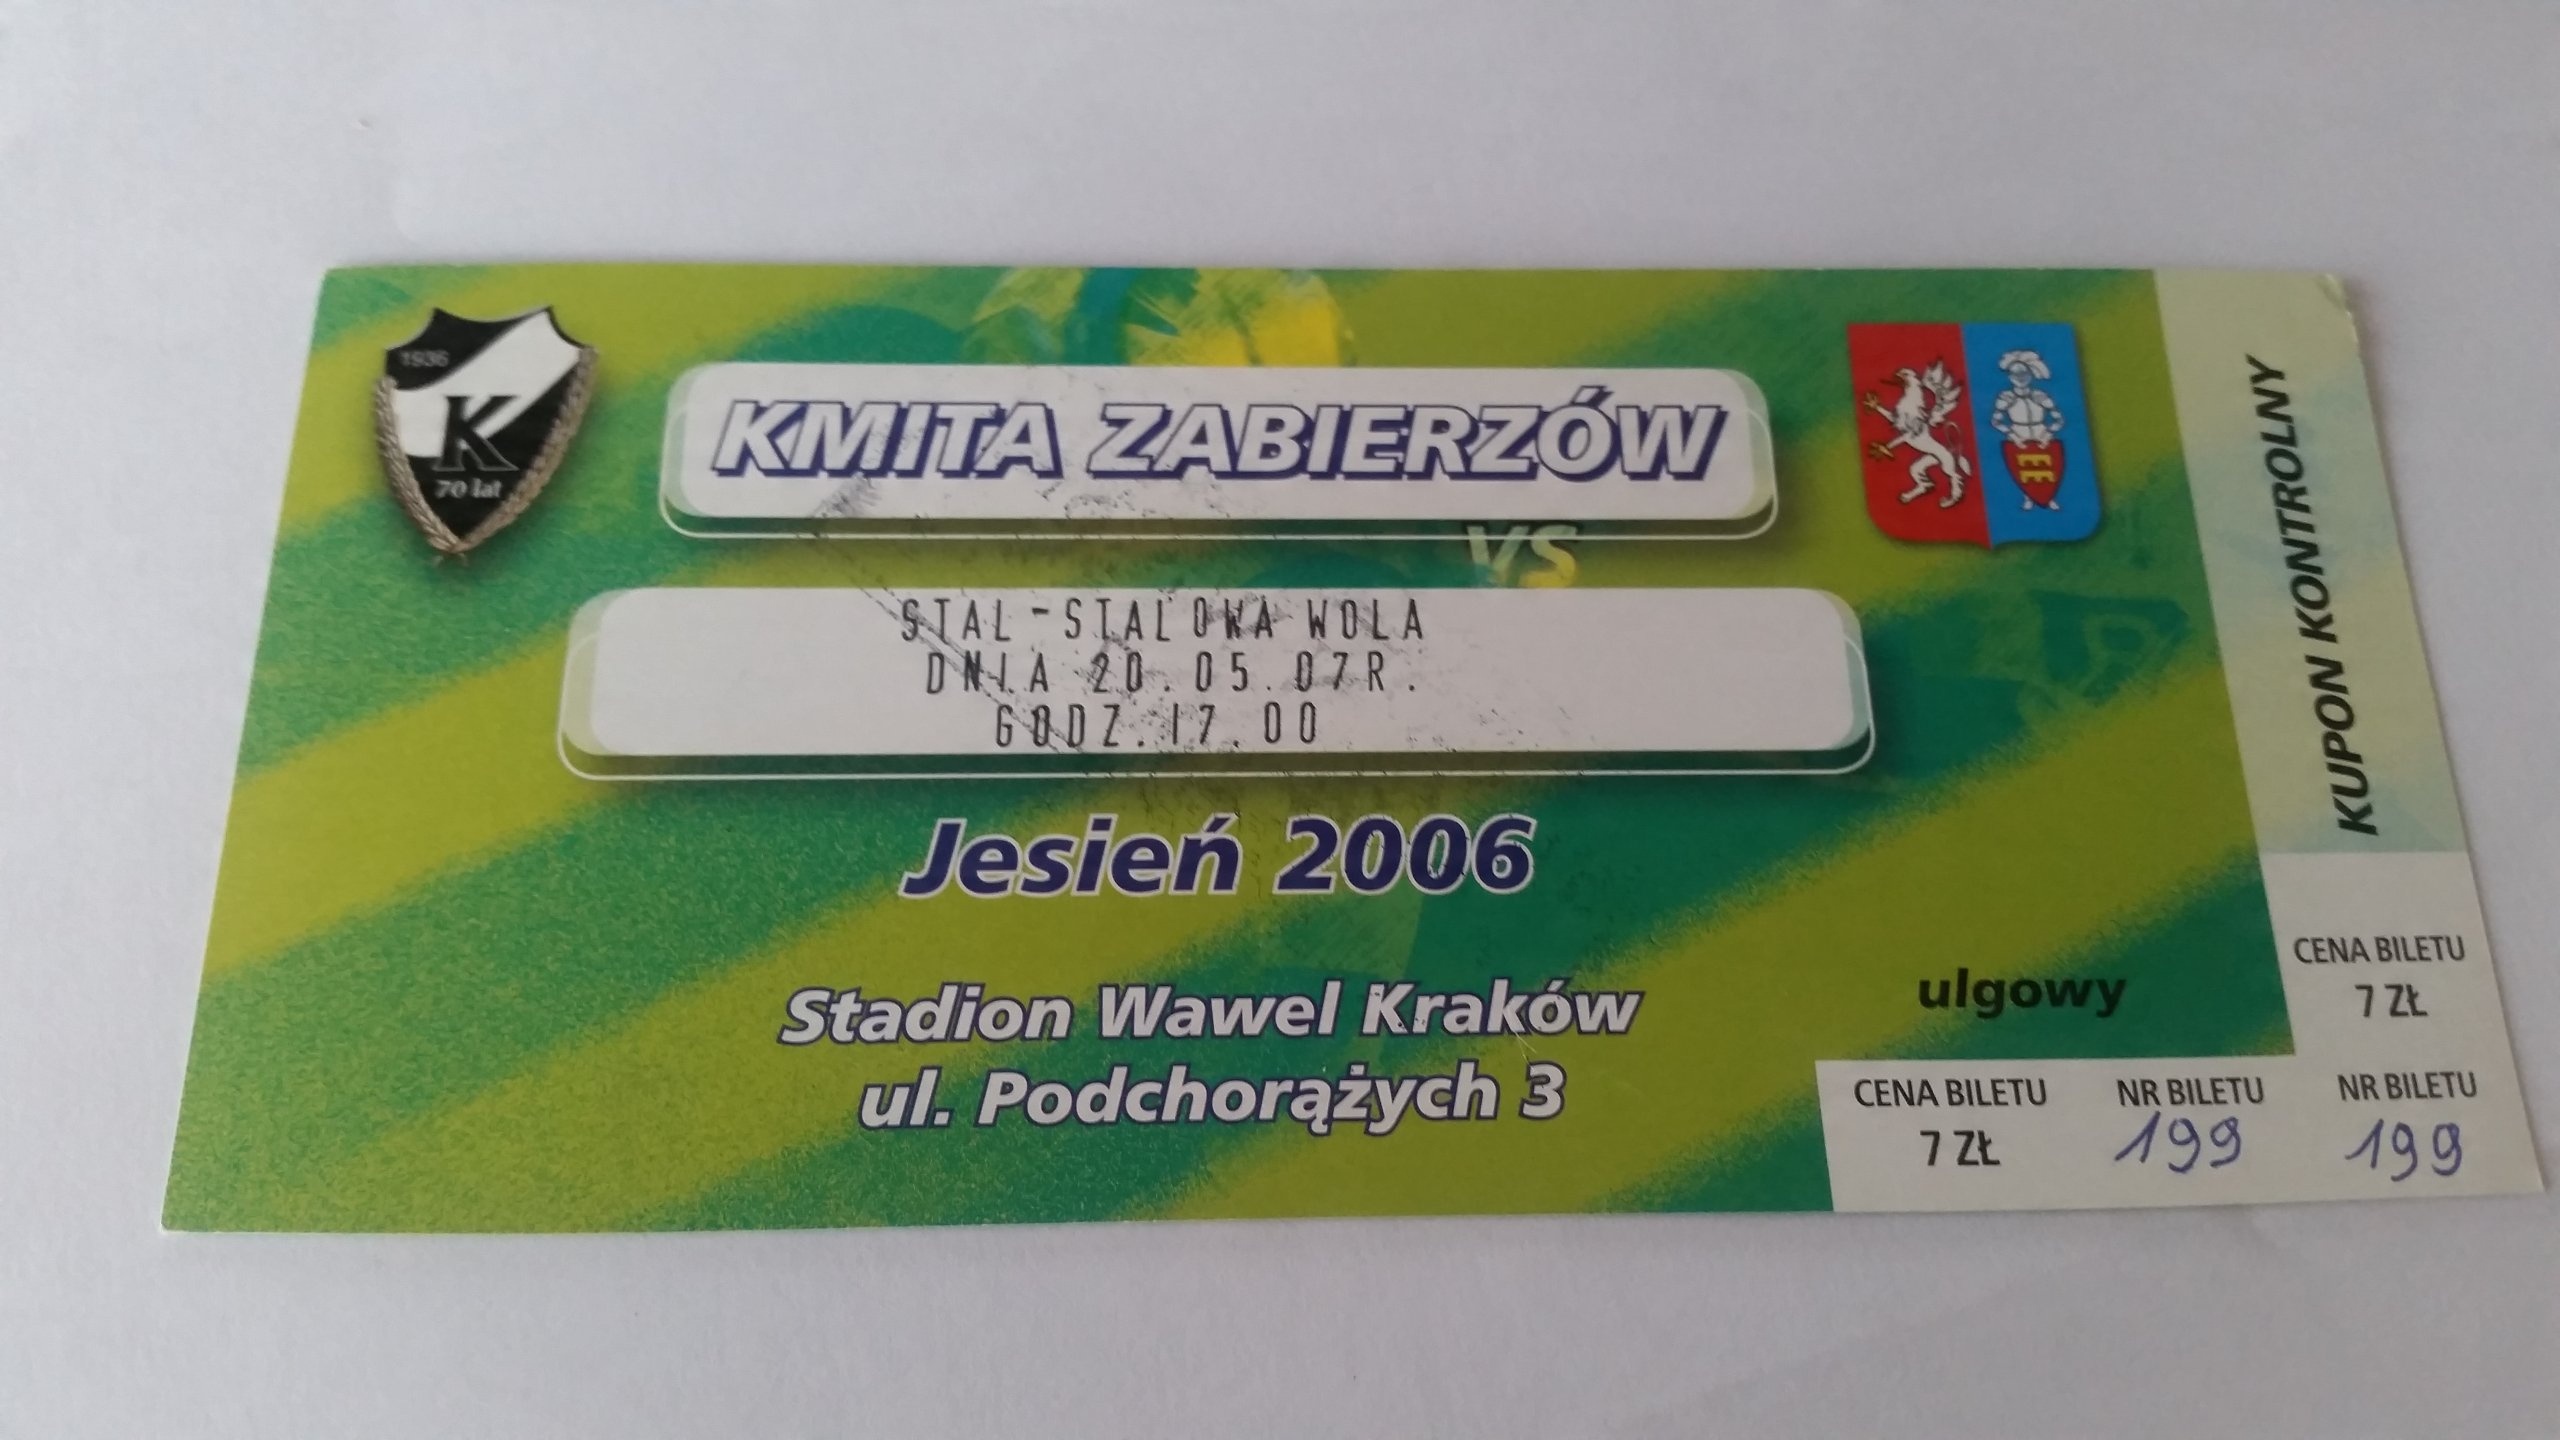 1936
K
70 lat
KMITA ZABIERZÓW
VS
EE
STAL-STALOWA WOLA
DNIA 20.05.07R.
GODZ.17.00
Jesień 2006
Stadion Wawel Kraków
ul. Podchorążych 3
ulgowy
CENA BILETU
7 ZŁ
NR BILETU
199
KUPON KONTROLNY
CENA BILETU
7 ZŁ
NR BILETU
199